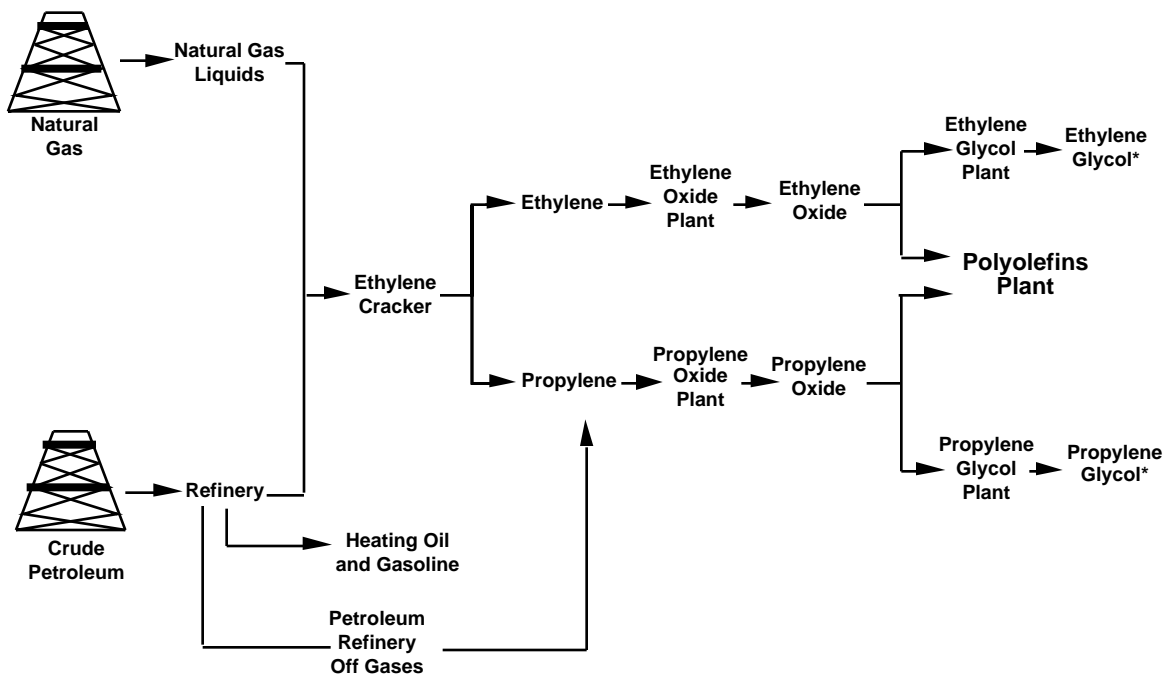 Natural Gas
Liquids
Natural
Gas
Ethylene
Glycol
Plant
Ethylene
Glycol*
Ethylene
Ethylene
Oxide
Plant
Ethylene
Oxide
Polyolefins
Plant
Ethylene
Cracker
Propylene
Propylene
Oxide
Plant
Propylene
Oxide
Propylene
Glycol
Plant
Propylene
Glycol*
Refinery
Crude
Petroleum
Heating Oil
and Gasoline
Petroleum
Refinery
Off Gases